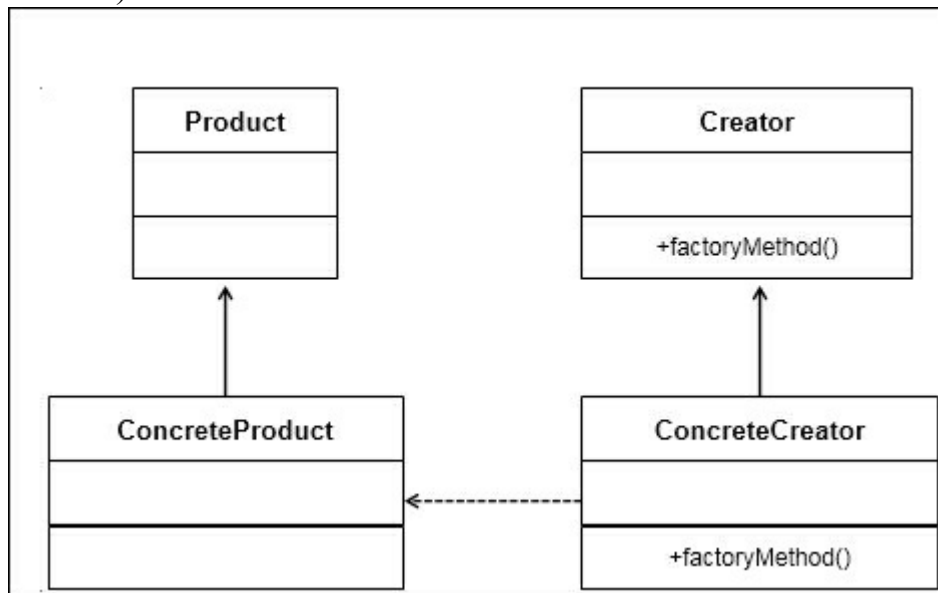 Product
Creator
+factoryMethod()
ConcreteProduct
ConcreteCreator
+factoryMethod()